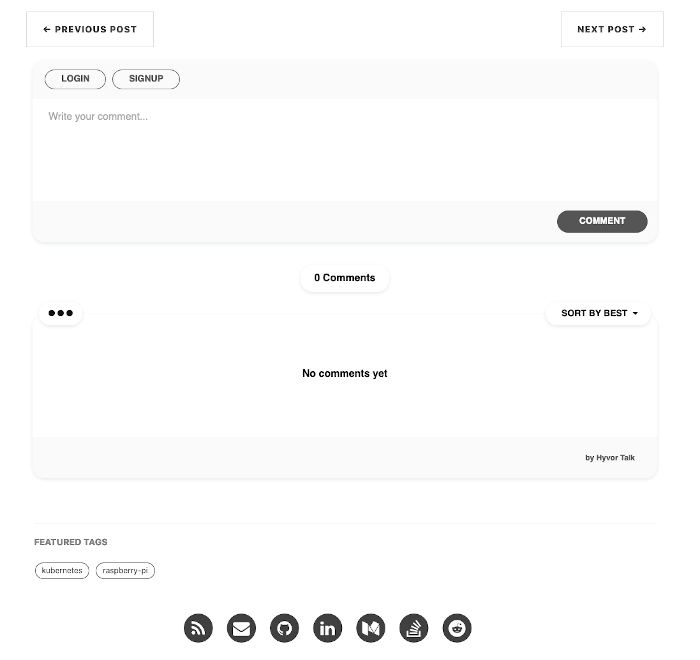 ← PREVIOUS POST
NEXT POST →
LOGIN
SIGNUP
Write your comment...
COMMENT
0 Comments
SORT BY BEST
No comments yet
by Hyvor Talk
FEATURED TAGS
kubernetes
raspberry-pi